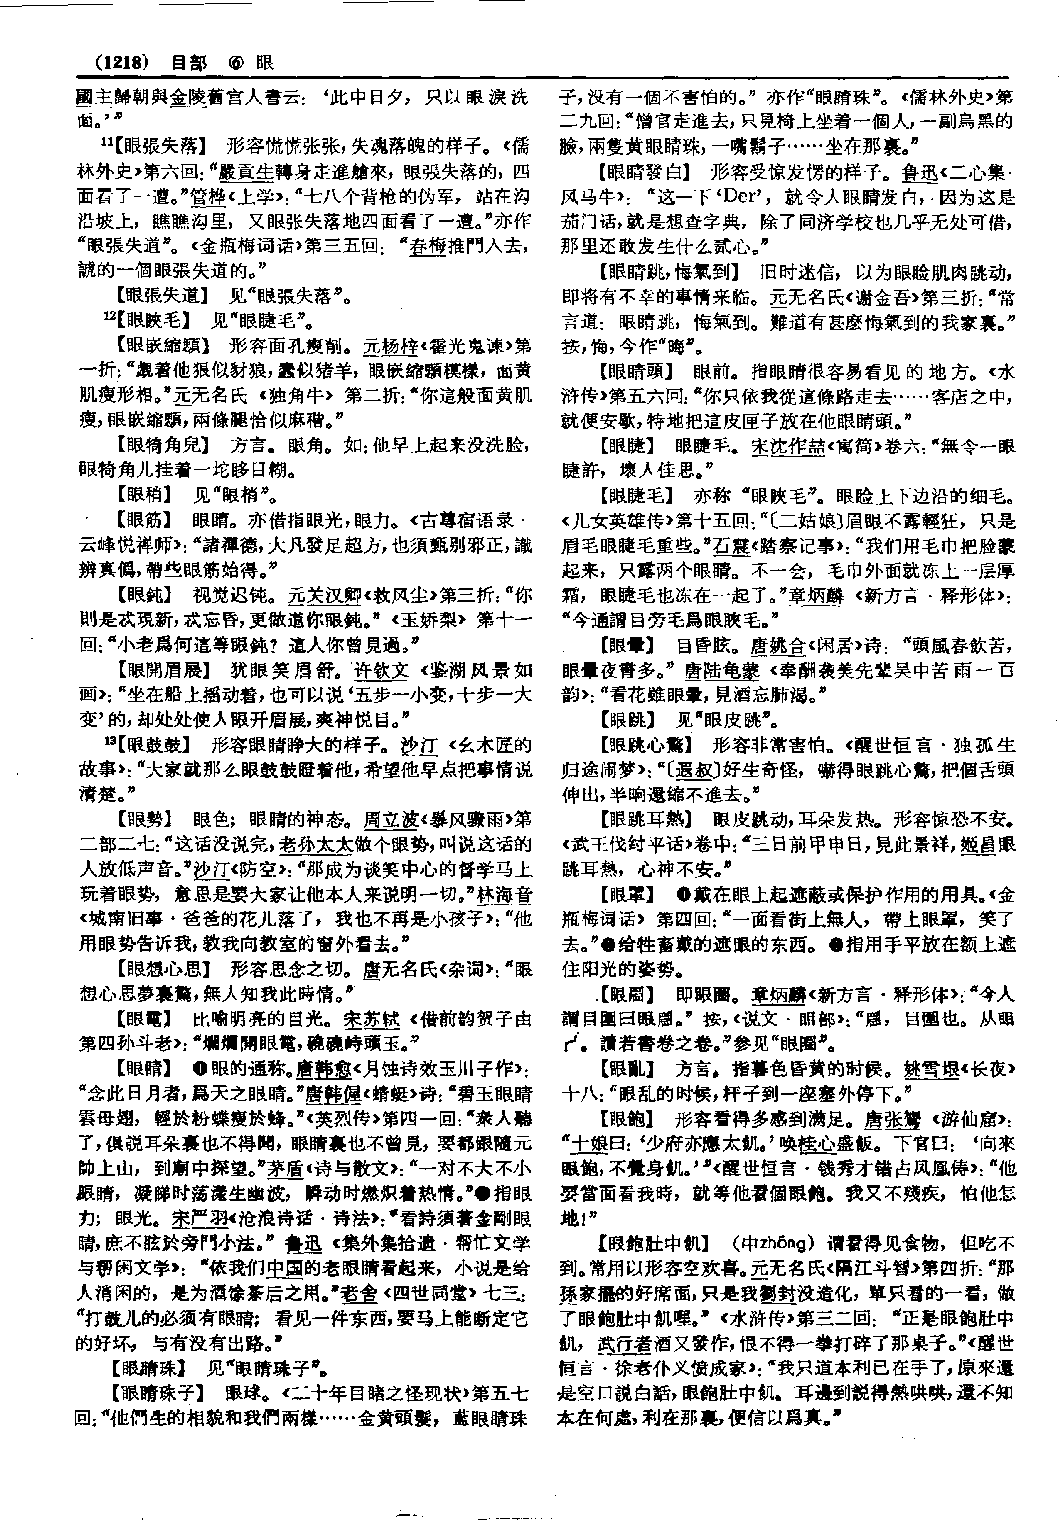 (1218) 目部 ⑥ 眼
國主歸朝與金陵舊宮人書云：‘此中日夕，只以眼淚洗
面。’”
11【眼張失落】 形容慌慌张张，失魂落魄的样子。《儒
林外史》第六回：“嚴貢生轉身走進艙來，眼張失落的，四
面看了一遭。”管桦《上学》：“七八个背枪的伪军，站在沟
沿坡上，瞧瞧沟里，又眼张失落地四面看了一遭。”亦作
“眼張失道”。《金瓶梅词话》第三五回：“春梅推門入去，
諕的一個眼張失道的。”
【眼張失道】 见“眼張失落”。
12【眼睞毛】 见“眼睫毛”。
【眼嵌縮顋】 形容面孔瘦削。元杨梓《霍光鬼谏》第
一折：“覷着他狠似豺狼，蠢似猪羊，眼嵌縮顋模樣，面黄
肌瘦形相。”元无名氏《独角牛》第二折：“你這般面黄肌
瘦，眼嵌縮顋，兩條腿恰似麻稭。”
【眼犄角兒】 方言。眼角。如：他早上起来没洗脸，
眼犄角儿挂着一坨眵目糊。
【眼稍】 见“眼梢”。
【眼筋】 眼睛。亦借指眼光，眼力。《古尊宿语录·
云峰悦禅师》：“諸禪德，大凡發足超方，也須甄别邪正，識
辨真僞，帶些眼筋始得。”
【眼鈍】 视觉迟钝。元关汉卿《救风尘》第三折：“你
則是忒現新，忒忘昏，更做道你眼鈍。”《玉娇梨》第十一
回：“小老爲何這等眼鈍？這人你曾見過。”
【眼開眉展】 犹眼笑眉舒。许钦文《鉴湖风景如
画》：“坐在船上摇动着，也可以说‘五步一小变，十步一大
变’的，却处处使人眼开眉展，爽神悦目。”
13【眼鼓鼓】 形容眼睛睁大的样子。沙汀《幺木匠的
故事》：“大家就那么眼鼓鼓瞪着他，希望他早点把事情说
清楚。”
【眼勢】 眼色；眼睛的神态。周立波《暴风骤雨》第
二部二七：“这话没说完，老孙太太做个眼势，叫说这话的
人放低声音。”沙汀《防空》：“那成为谈笑中心的督学马上
玩着眼势，意思是要大家让他本人来说明一切。”林海音
《城南旧事·爸爸的花儿落了，我也不再是小孩子》：“他
用眼势告诉我，教我向教室的窗外看去。”
【眼想心思】 形容思念之切。唐无名氏《杂词》：“眼
想心思夢裏驚，無人知我此時情。”
【眼電】 比喻明亮的目光。宋苏轼《借前韵贺子由
第四孙斗老》：“爛爛開眼電，磽磽峙頭玉。”
【眼睛】 ❶眼的通称。唐韩愈《月蚀诗效玉川子作》：
“念此日月者，爲天之眼睛。”唐韩偓《蜻蜓》诗：“碧玉眼睛
雲母翅，輕於粉蝶瘦於蜂。”《英烈传》第四一回：“衆人聽
了，俱説耳朵裏也不得聞，眼睛裏也不曾見，要都跟隨元
帥上山，到廟中探望。”茅盾《诗与散文》：“一对不大不小
眼睛，凝睇时荡漾生幽波，瞬动时燃炽着热情。”❷指眼
力；眼光。宋严羽《沧浪诗话·诗法》：“看詩須著金剛眼
睛，庶不眩於旁門小法。”鲁迅《集外集拾遗·帮忙文学
与帮闲文学》：“依我们中国的老眼睛看起来，小说是给
人消闲的，是为酒馀茶后之用。”老舍《四世同堂》七三：
“打鼓儿的必须有眼睛；看见一件东西，要马上能断定它
的好坏，与有没有出路。”
【眼睛珠】 见“眼睛珠子”。
【眼睛珠子】 眼球。《二十年目睹之怪现状》第五七
回：“他們生的相貌和我們兩樣……金黄頭髮，藍眼睛珠
子，没有一個不害怕的。”亦作“眼睛珠”。《儒林外史》第
二九回：“僧官走進去，只見椅上坐着一個人，一副烏黑的
臉，兩隻黄眼睛珠，一嘴鬍子……坐在那裏。”
【眼睛發白】 形容受惊发愣的样子。鲁迅《二心集·
风马牛》：“这一下‘Der’，就令人眼睛发白，因为这是
茄门话，就是想查字典，除了同济学校也几乎无处可借，
那里还敢发生什么贰心。”
【眼睛跳，悔氣到】 旧时迷信，以为眼睑肌肉跳动，
即将有不幸的事情来临。元无名氏《谢金吾》第三折：“常
言道：眼睛跳，悔氣到。難道有甚麽悔氣到的我家裏。”
按，悔，今作“晦”。
【眼睛頭】 眼前。指眼睛很容易看见的地方。《水
浒传》第五六回：“你只依我從這條路走去……客店之中，
就便安歇，特地把這皮匣子放在他眼睛頭。”
【眼睫】 眼睫毛。宋沈作喆《寓简》卷六：“無令一眼
睫許，壞人佳思。”
【眼睫毛】 亦称“眼睞毛”。眼睑上下边沿的细毛。
《儿女英雄传》第十五回：“〔二姑娘〕眉眼不露輕狂，只是
眉毛眼睫毛重些。”石寰《踏察记事》：“我们用毛巾把脸蒙
起来，只露两个眼睛。不一会，毛巾外面就冻上一层厚
霜，眼睫毛也冻在一起了。”章炳麟《新方言·释形体》：
“今通謂目旁毛爲眼睞毛。”
【眼暈】 目昏眩。唐姚合《闲居》诗：“頭風春飲苦，
眼暈夜書多。”唐陆龟蒙《奉酬袭美先辈吴中苦雨一百
韵》：“看花雖眼暈，見酒忘肺渴。”
【眼跳】 见“眼皮跳”。
【眼跳心驚】 形容非常害怕。《醒世恒言·独孤生
归途闹梦》：“〔遐叔〕好生奇怪，嚇得眼跳心驚，把個舌頭
伸出，半晌還縮不進去。”
【眼跳耳熱】 眼皮跳动，耳朵发热。形容惊恐不安。
《武王伐纣平话》卷中：“三日前甲申日，見此景祥，姬昌眼
跳耳熱，心神不安。”
【眼罩】 ❶戴在眼上起遮蔽或保护作用的用具。《金
瓶梅词话》第四回：“一面看街上無人，帶上眼罩，笑了
去。”❷给牲畜戴的遮眼的东西。❸指用手平放在额上遮
住阳光的姿势。
【眼𥇛】 即眼圈。章炳麟《新方言·释形体》：“今人
謂目圍曰眼𥇛。”按，《说文·䀠部》：“𥇛，目圍也。从䀠
𠂆。讀若書卷之卷。”参见“眼圈”。
【眼亂】 方言。指暮色昏黄的时候。姚雪垠《长夜》
十八：“眼乱的时候，杆子到一座寨外停下。”
【眼飽】 形容看得多感到满足。唐张鷟《游仙窟》：
“十娘曰：‘少府亦應太飢。’唤桂心盛飯。下官曰：‘向來
眼飽，不覺身飢。’”《醒世恒言·钱秀才错占凤凰俦》：“他
要當面看我時，就等他看個眼飽。我又不殘疾，怕他怎
地！”
【眼飽肚中飢】 （中zhōng）谓看得见食物，但吃不
到。常用以形容空欢喜。元无名氏《隔江斗智》第四折：“那
孫家擺的好席面，只是我劉封没造化，單只看的一看，做
了眼飽肚中飢哩。”《水浒传》第三二回：“正是眼飽肚中
飢，武行者酒又發作，恨不得一拳打碎了那桌子。”《醒世
恒言·徐老仆义愤成家》：“我只道本利已在手了，原來還
是空口説白話，眼飽肚中飢。耳邊到説得熱哄哄，還不知
本在何處，利在那裏，便信以爲真。”